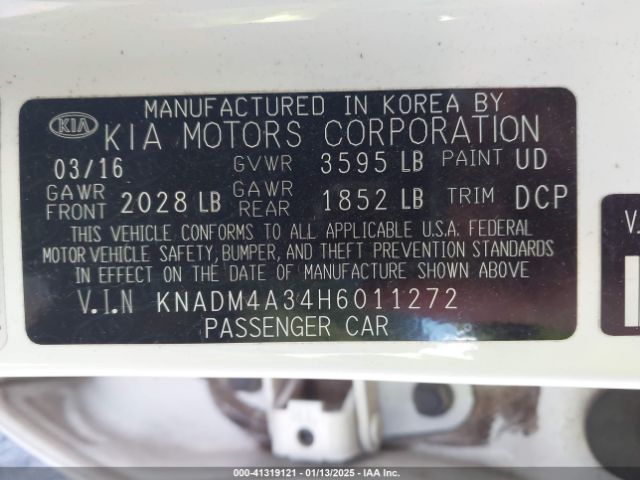 MANUFACTURED IN KOREA BY
KIA KIA MOTORS CORPORATION
03/16 GVWR 3595 LB PAINT UD
GAWR FRONT 2028 LB GAWR REAR 1852 LB TRIM DCP
THIS VEHICLE CONFORMS TO ALL APPLICABLE U.S.A. FEDERAL
MOTOR VEHICLE SAFETY, BUMPER, AND THEFT PREVENTION STANDARDS
IN EFFECT ON THE DATE OF MANUFACTURE SHOWN ABOVE
V.I.N KNADM4A34H6011272
PASSENGER CAR
V.
000-41319121 - 01/13/2025 - IAA Inc.